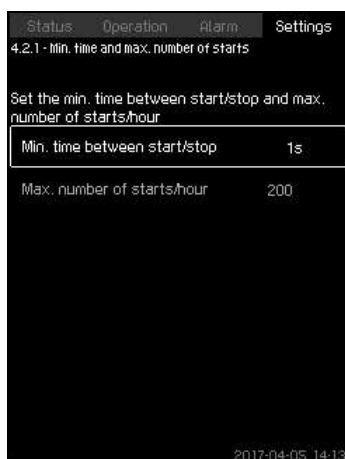 Status Operation Alarm Settings
4.2.1 - Min. time and max. number of starts
Set the min. time between start/stop and max.
number of starts/hour
Min. time between start/stop 1s
Max. number of starts/hour 200
2017-04-05 14:13